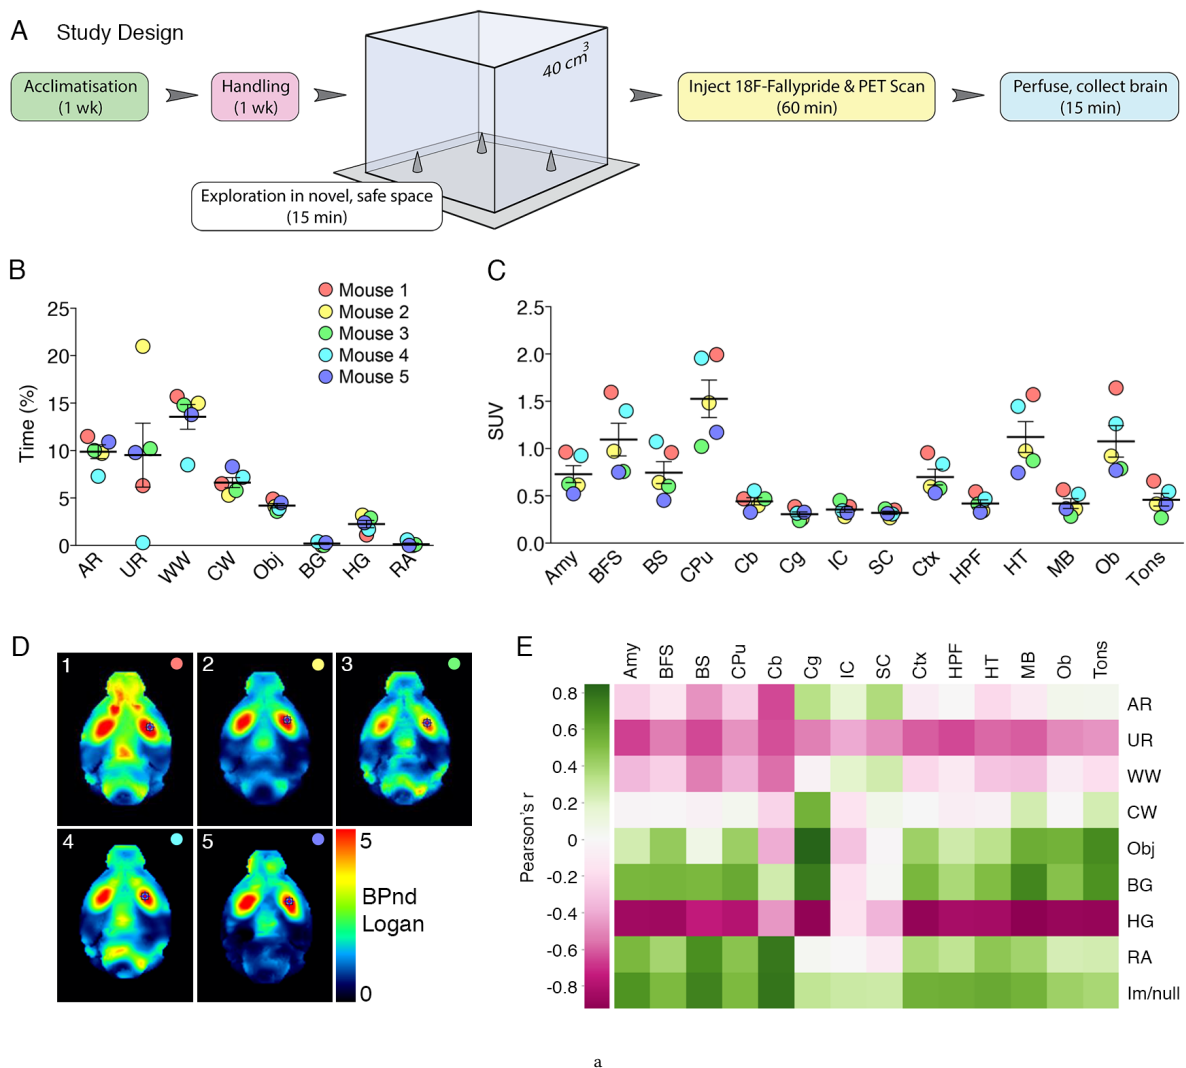 A Study Design
Acclimatisation
(1 wk)
Handling
(1 wk)
40 cm³
Inject 18F-Fallypride & PET Scan
(60 min)
Perfuse, collect brain
(15 min)
Exploration in novel, safe space
(15 min)
B
Mouse 1
Mouse 2
Mouse 3
Mouse 4
Mouse 5
Time (%)
25
20
15
10
5
0
AR UR WW CW Obj BG HG RA
C
SUV
2.5
2.0
1.5
1.0
0.5
0.0
Amy BFS BS CPu Cb Cg IC SC Ctx HPF HT MB Ob Tons
D
1 2 3
4 5
5
BPnd
Logan
0
E
Amy BFS BS CPu Cb Cg IC SC Ctx HPF HT MB Ob Tons
Pearson's r
0.8
0.6
0.4
0.2
0
-0.2
-0.4
-0.6
-0.8
AR
UR
WW
CW
Obj
BG
HG
RA
Im/null
a